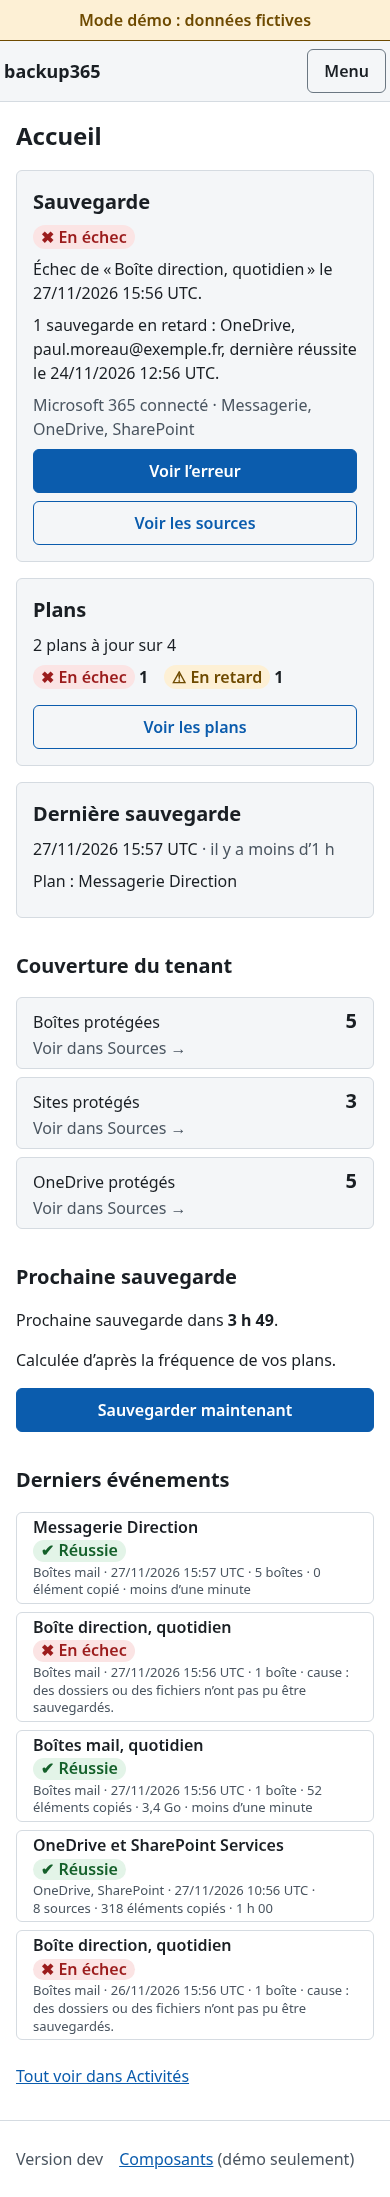 Mode démo : données fictives
backup365
Menu
Accueil
Sauvegarde
✖ En échec
Échec de « Boîte direction, quotidien » le
27/11/2026 15:56 UTC.
1 sauvegarde en retard : OneDrive,
paul.moreau@exemple.fr, dernière réussite
le 24/11/2026 12:56 UTC.
Microsoft 365 connecté · Messagerie,
OneDrive, SharePoint
Voir l’erreur
Voir les sources
Plans
2 plans à jour sur 4
✖ En échec 1 ⚠ En retard 1
Voir les plans
Dernière sauvegarde
27/11/2026 15:57 UTC · il y a moins d’1 h
Plan : Messagerie Direction
Couverture du tenant
Boîtes protégées 5
Voir dans Sources →
Sites protégés 3
Voir dans Sources →
OneDrive protégés 5
Voir dans Sources →
Prochaine sauvegarde
Prochaine sauvegarde dans 3 h 49.
Calculée d’après la fréquence de vos plans.
Sauvegarder maintenant
Derniers événements
Messagerie Direction
✔ Réussie
Boîtes mail · 27/11/2026 15:57 UTC · 5 boîtes · 0
élément copié · moins d’une minute
Boîte direction, quotidien
✖ En échec
Boîtes mail · 27/11/2026 15:56 UTC · 1 boîte · cause :
des dossiers ou des fichiers n’ont pas pu être
sauvegardés.
Boîtes mail, quotidien
✔ Réussie
Boîtes mail · 27/11/2026 15:56 UTC · 1 boîte · 52
éléments copiés · 3,4 Go · moins d’une minute
OneDrive et SharePoint Services
✔ Réussie
OneDrive, SharePoint · 27/11/2026 10:56 UTC ·
8 sources · 318 éléments copiés · 1 h 00
Boîte direction, quotidien
✖ En échec
Boîtes mail · 26/11/2026 15:56 UTC · 1 boîte · cause :
des dossiers ou des fichiers n’ont pas pu être
sauvegardés.
Tout voir dans Activités
Version dev Composants (démo seulement)